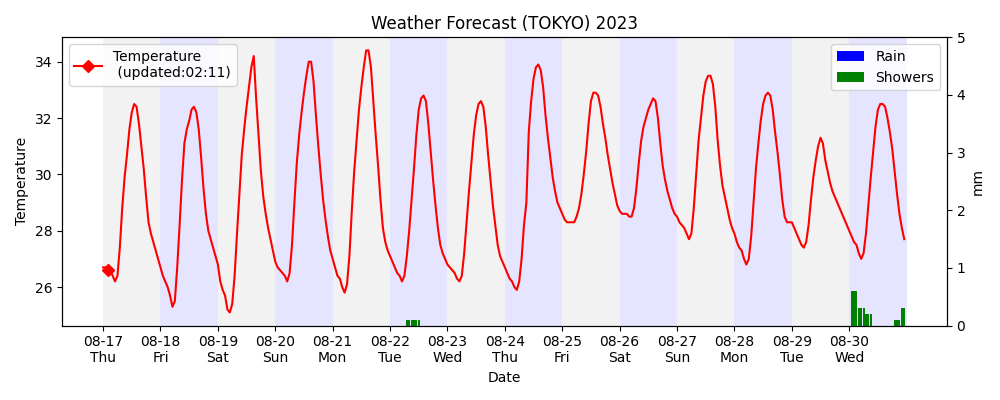 Weather Forecast (TOKYO) 2023
Temperature
(updated:02:11)
Rain
Showers
34
32
30
28
26
Temperature
5
4
3
2
1
0
mm
08-17 08-18 08-19 08-20 08-21 08-22 08-23 08-24 08-25 08-26 08-27 08-28 08-29 08-30
Thu Fri Sat Sun Mon Tue Wed Thu Fri Sat Sun Mon Tue Wed
Date